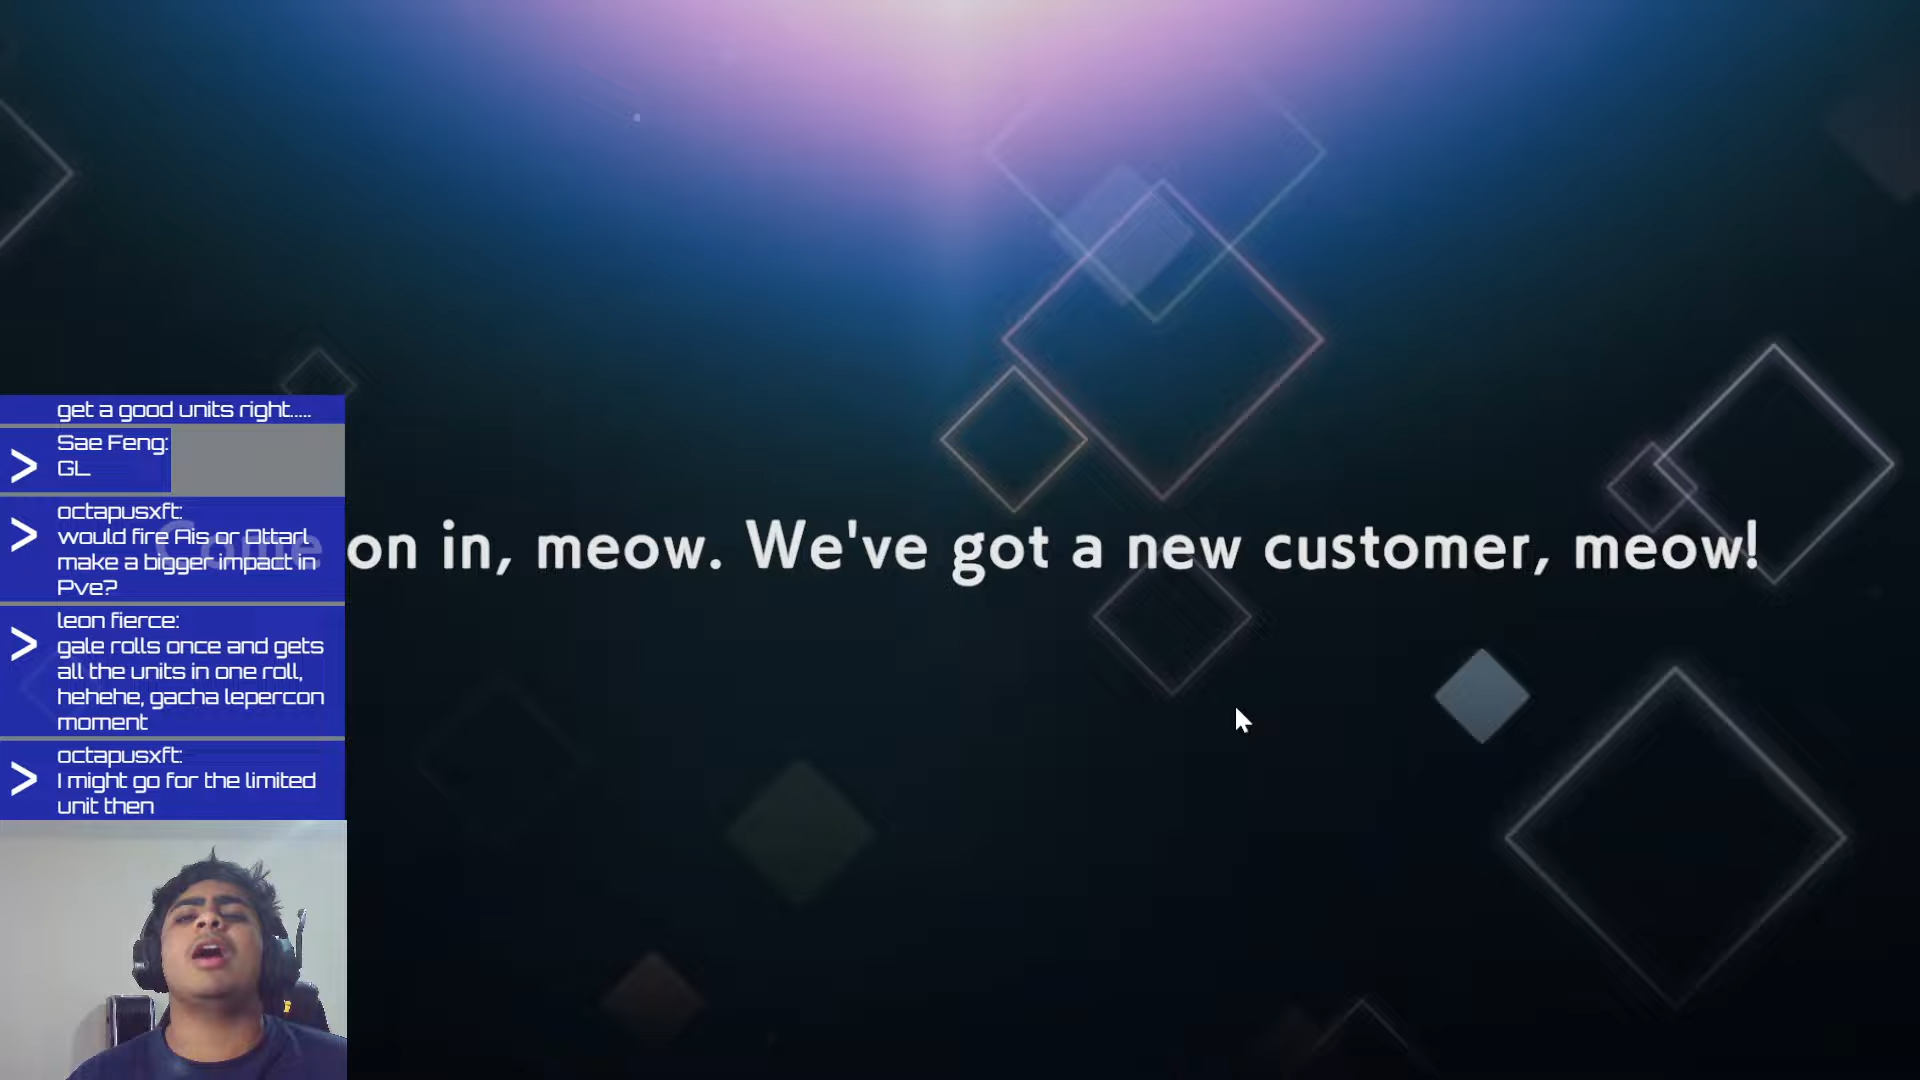 get a good units right.....
Sae Feng:
GL
octapusxft:
would fire Ais or Ottarl
make a bigger impact in
Pve?
leon fierce:
gale rolls once and gets
all the units in one roll,
hehehe, gacha lepercon
moment
octapusxft:
I might go for the limited
unit then
Come on in, meow. We've got a new customer, meow!